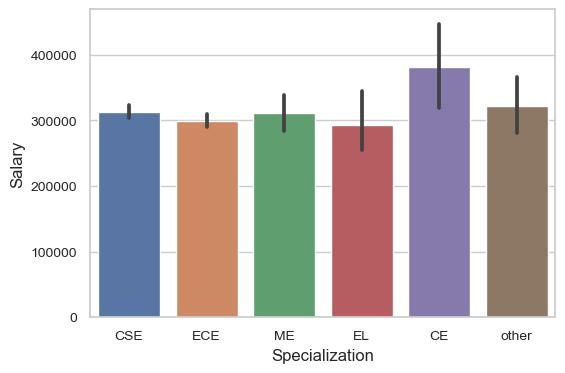 400000
300000
200000
100000
0
Salary
CSE ECE ME EL CE other
Specialization